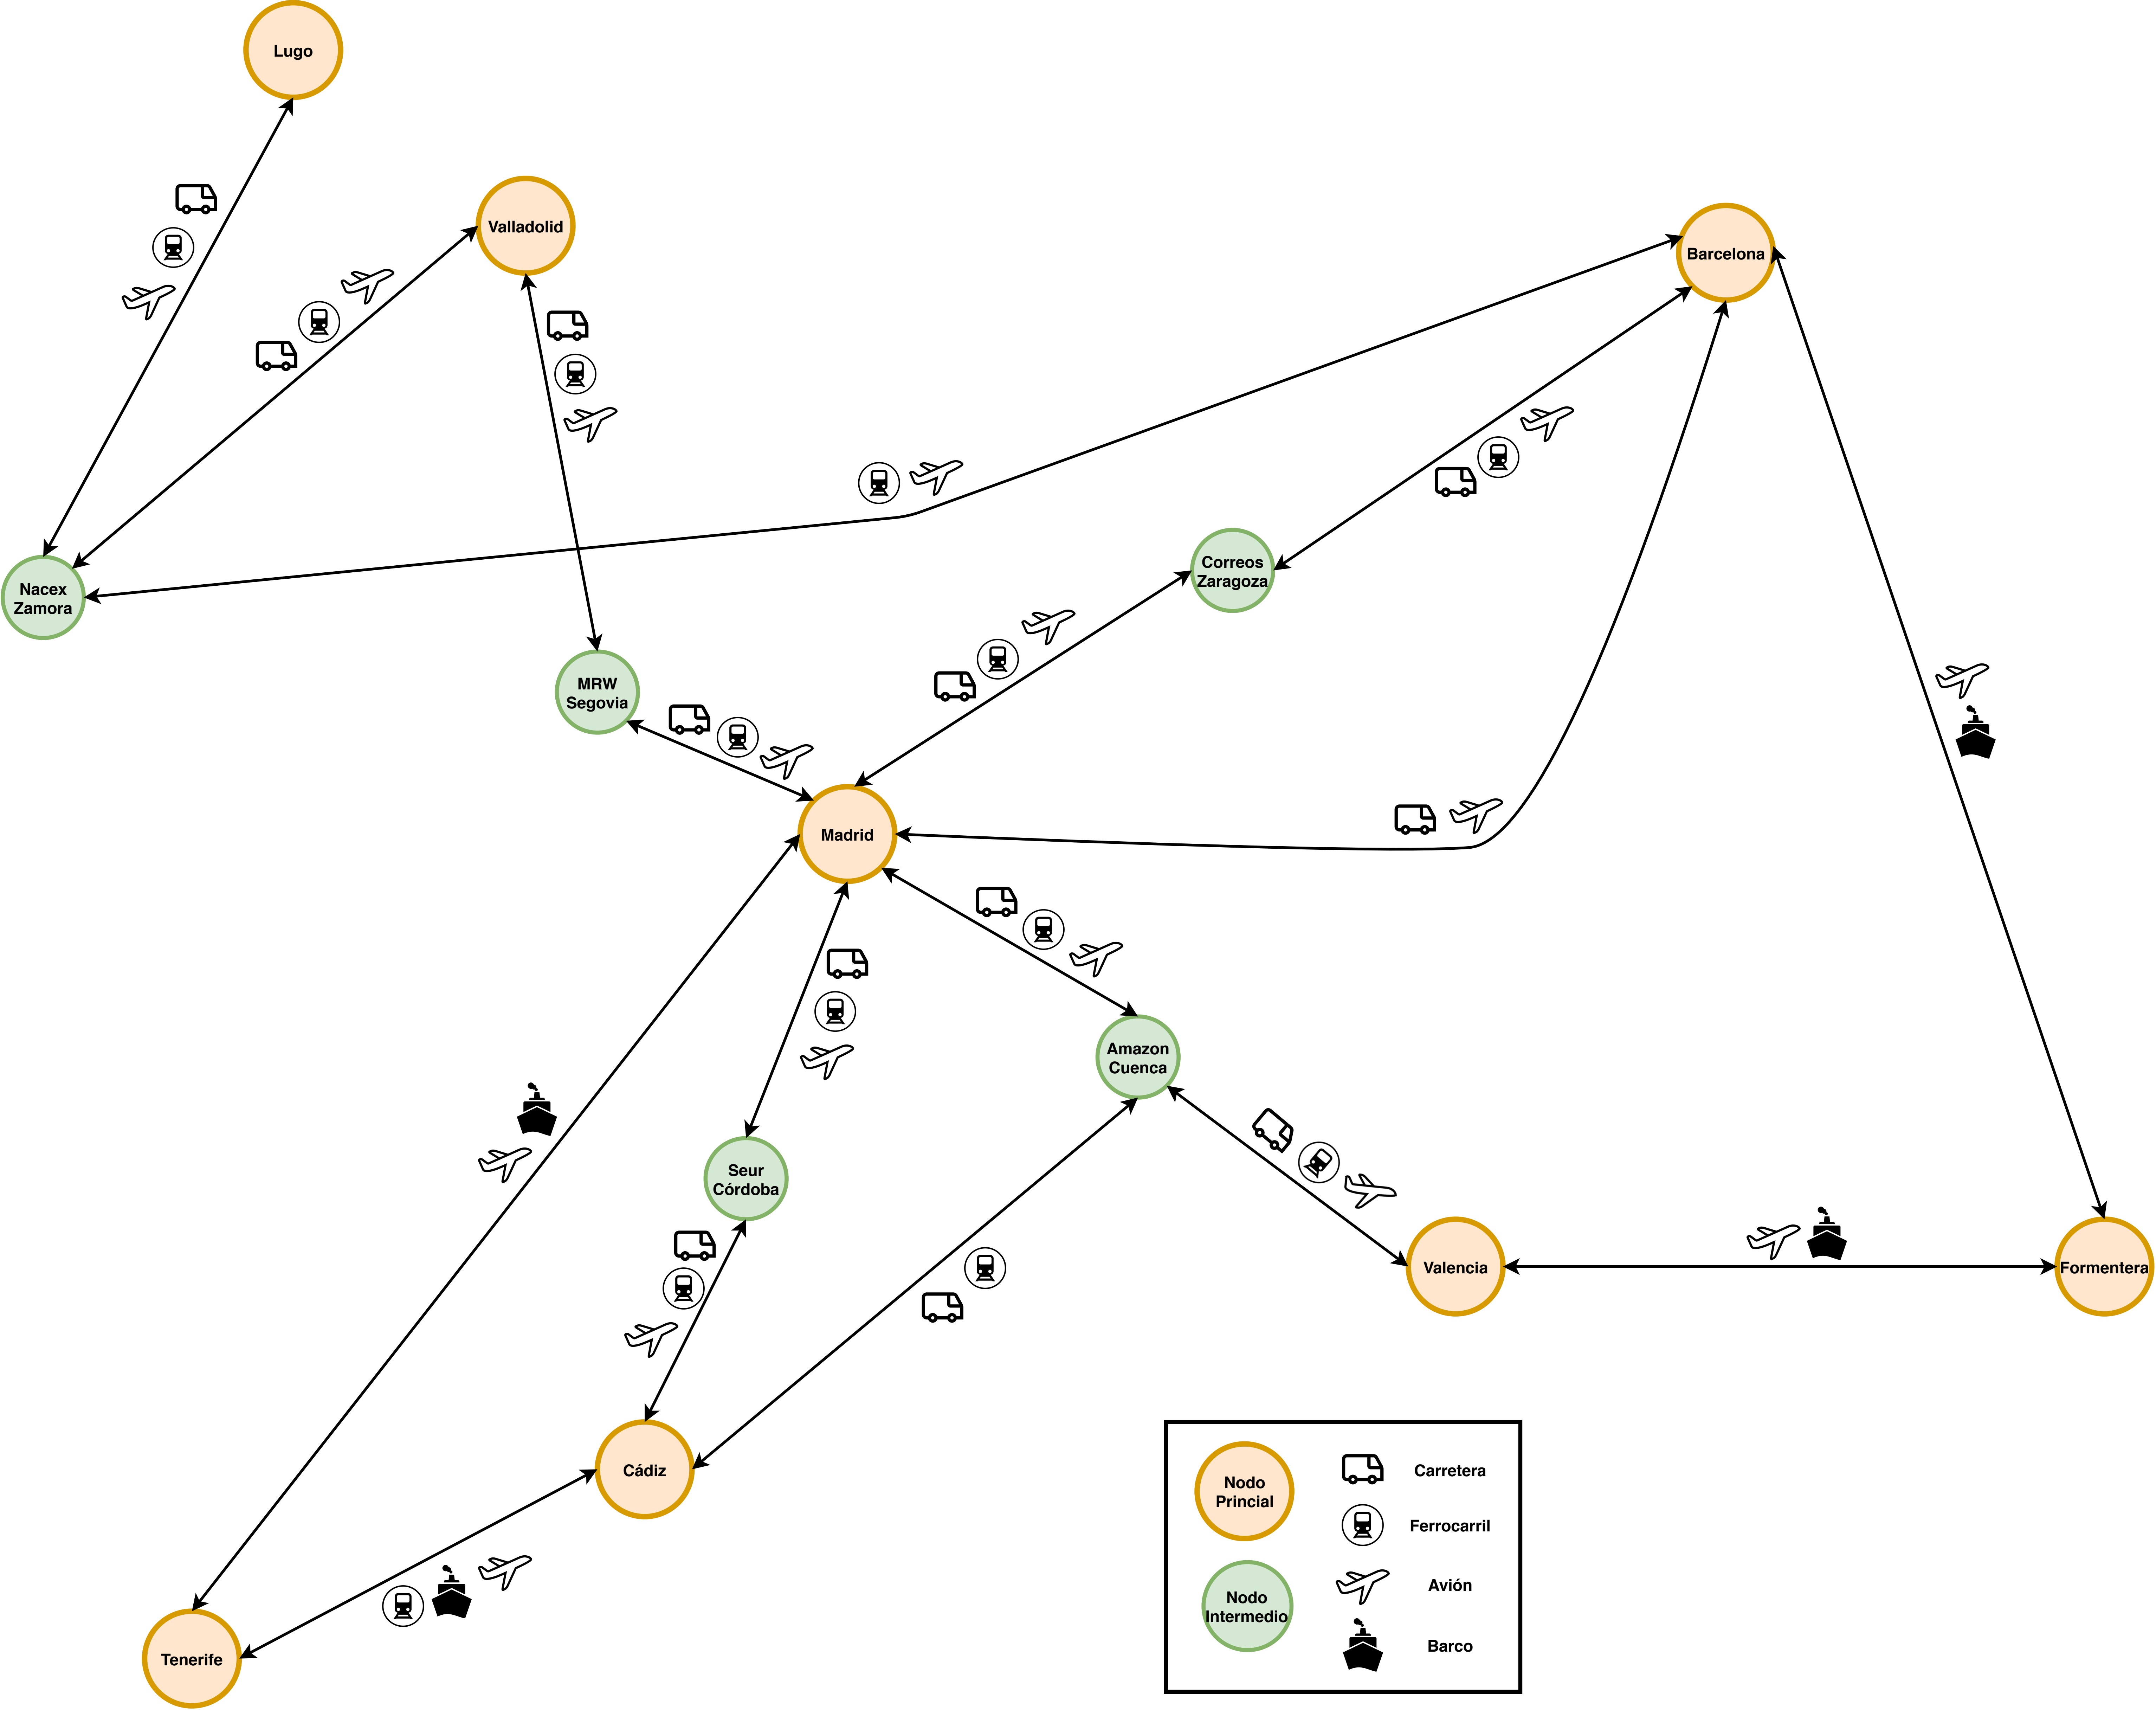 Lugo
Valladolid
Barcelona
Nacex
Zamora
Correos
Zaragoza
MRW
Segovia
Madrid
Amazon
Cuenca
Seur
Córdoba
Valencia
Formentera
Cádiz
Tenerife
Nodo
Princial
Carretera
Ferrocarril
Nodo
Intermedio
Avión
Barco